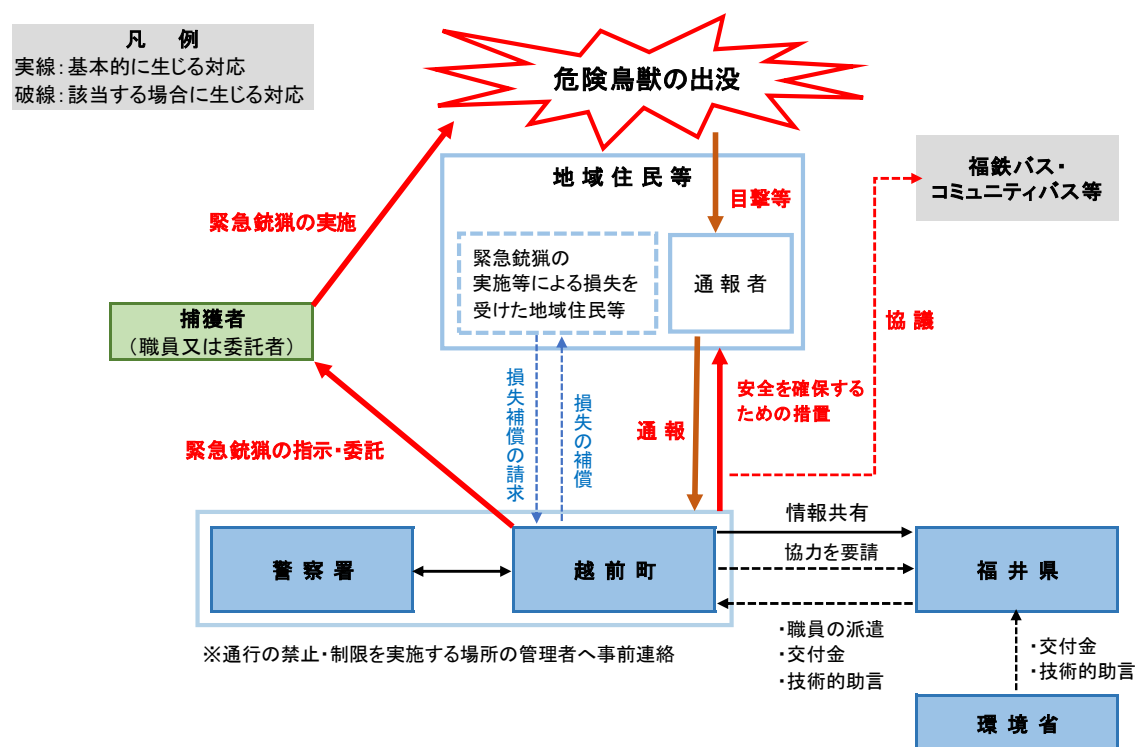 凡 例
実線：基本的に生じる対応
破線：該当する場合に生じる対応
危険鳥獣の出没
地域住民等
目撃等
福鉄バス・
コミュニティバス等
緊急銃猟の実施
緊急銃猟の
実施等による損失を
受けた地域住民等
通報者
捕獲者
（職員又は委託者）
協議
損失補償の請求
損失の補償
安全を確保する
ための措置
通報
緊急銃猟の指示・委託
情報共有
警察署
越前町
協力を要請
福井県
※通行の禁止・制限を実施する場所の管理者へ事前連絡
・職員の派遣
・交付金
・技術的助言
・交付金
・技術的助言
環境省